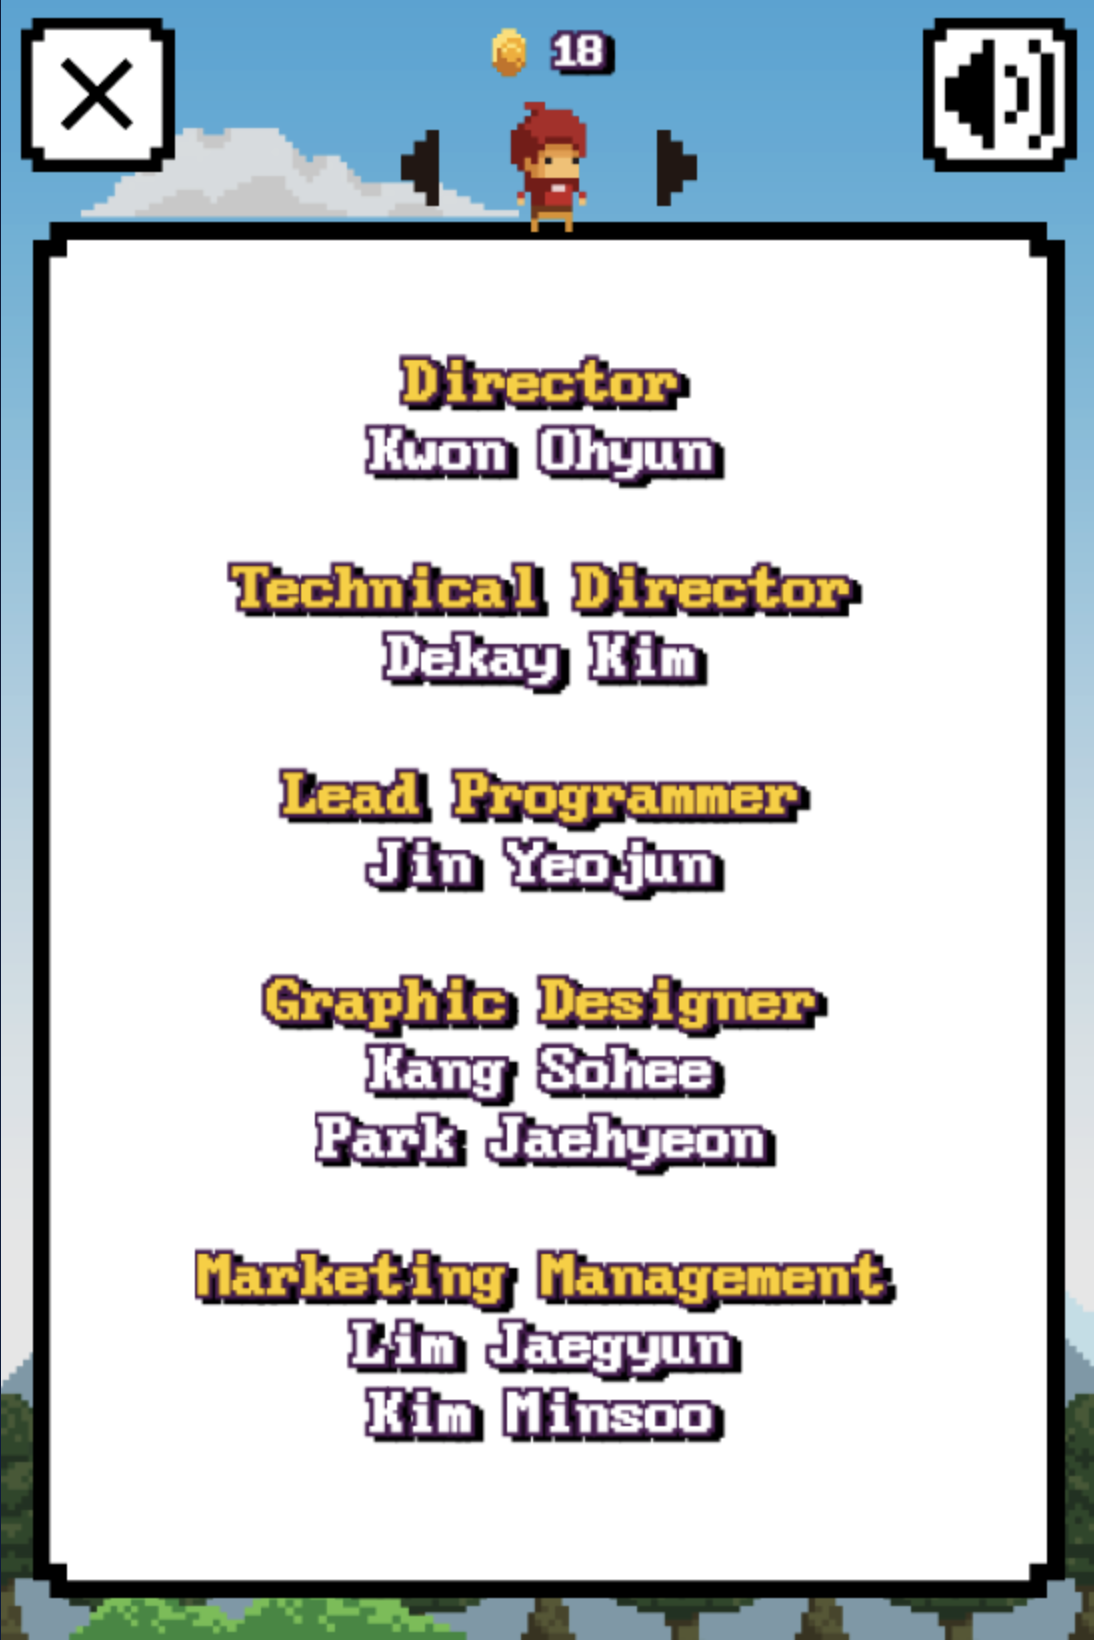 18
Director
Kwon Ohyun
Technical Director
Dekay Kim
Lead Programmer
Jin Yeojun
Graphic Designer
Kang Sohee
Park Jaehyeon
Marketing Management
Lim Jaegyun
Kim Minsoo